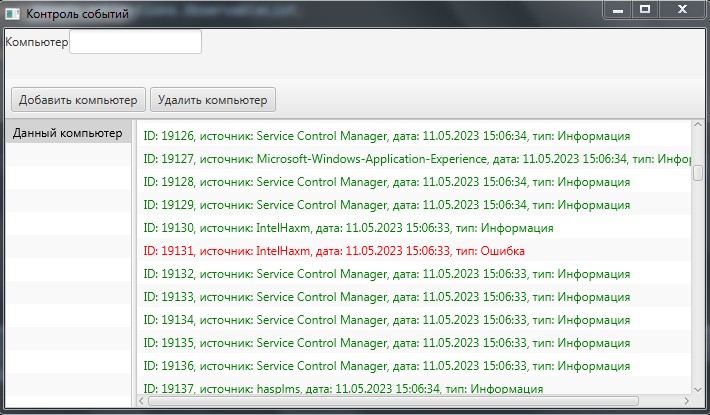 Контроль событий
Компьютер
Добавить компьютер Удалить компьютер
Данный компьютер
ID: 19126, источник: Service Control Manager, дата: 11.05.2023 15:06:34, тип: Информация
ID: 19127, источник: Microsoft-Windows-Application-Experience, дата: 11.05.2023 15:06:34, тип: Инфор
ID: 19128, источник: Service Control Manager, дата: 11.05.2023 15:06:34, тип: Информация
ID: 19129, источник: Service Control Manager, дата: 11.05.2023 15:06:34, тип: Информация
ID: 19130, источник: IntelHaxm, дата: 11.05.2023 15:06:33, тип: Информация
ID: 19131, источник: IntelHaxm, дата: 11.05.2023 15:06:33, тип: Ошибка
ID: 19132, источник: Service Control Manager, дата: 11.05.2023 15:06:33, тип: Информация
ID: 19133, источник: Service Control Manager, дата: 11.05.2023 15:06:33, тип: Информация
ID: 19134, источник: Service Control Manager, дата: 11.05.2023 15:06:33, тип: Информация
ID: 19135, источник: Service Control Manager, дата: 11.05.2023 15:06:33, тип: Информация
ID: 19136, источник: Service Control Manager, дата: 11.05.2023 15:06:33, тип: Информация
ID: 19137, источник: hasplms, дата: 11.05.2023 15:06:34, тип: Информация